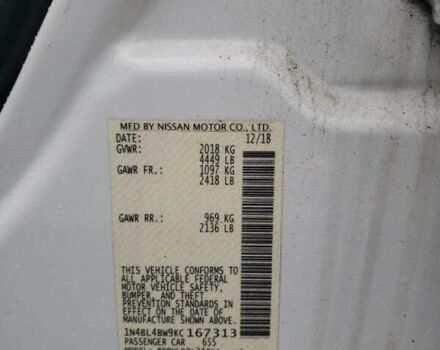 MFD BY NISSAN MOTOR CO., LTD.
DATE: 12/18
GVWR: 2018 KG
4449 LB
GAWR FR.: 1097 KG
2418 LB
GAWR RR.: 969 KG
2136 LB
THIS VEHICLE CONFORMS TO
ALL APPLICABLE FEDERAL
MOTOR VEHICLE SAFETY,
BUMPER, AND THEFT
PREVENTION STANDARDS IN
EFFECT ON THE DATE OF
MANUFACTURE SHOWN ABOVE.
1N4BL4BW9KC167313
PASSENGER CAR 655